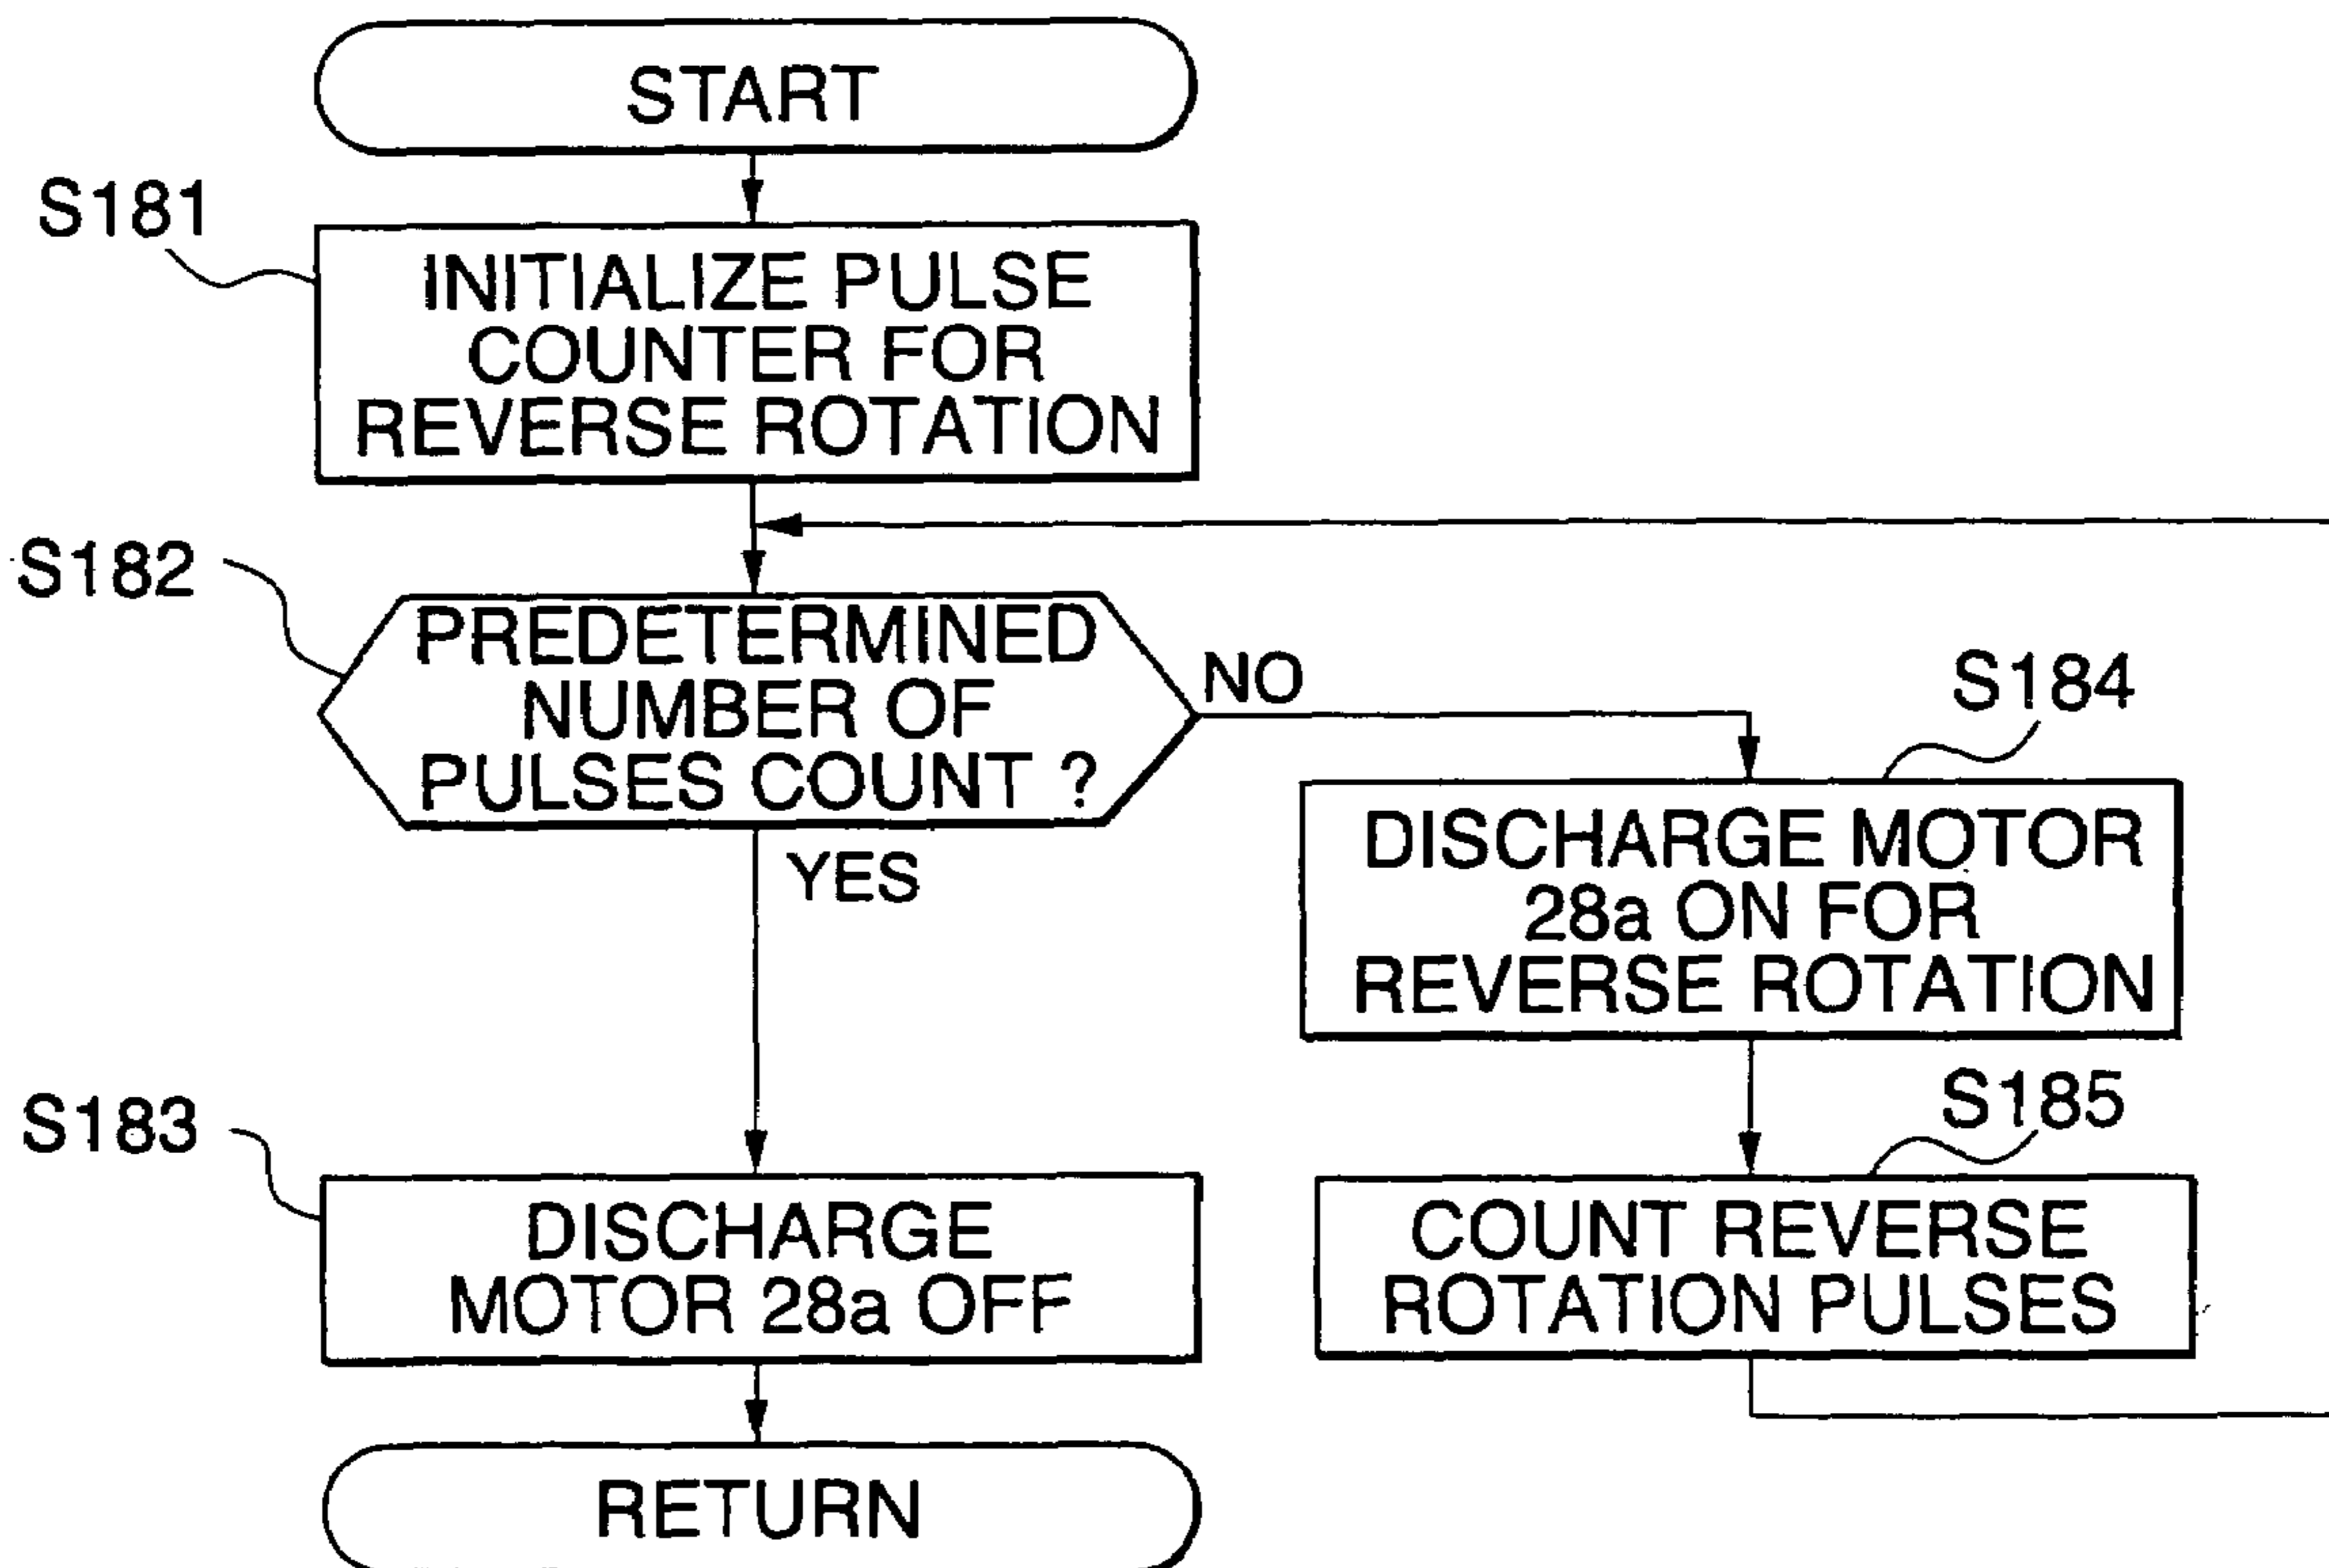 START
S181
INITIALIZE PULSE
COUNTER FOR
REVERSE ROTATION
S182
PREDETERMINED
NUMBER OF
PULSES COUNT ?
NO
YES
S184
DISCHARGE MOTOR
28a ON FOR
REVERSE ROTATION
S183
DISCHARGE
MOTOR 28a OFF
S185
COUNT REVERSE
ROTATION PULSES
RETURN